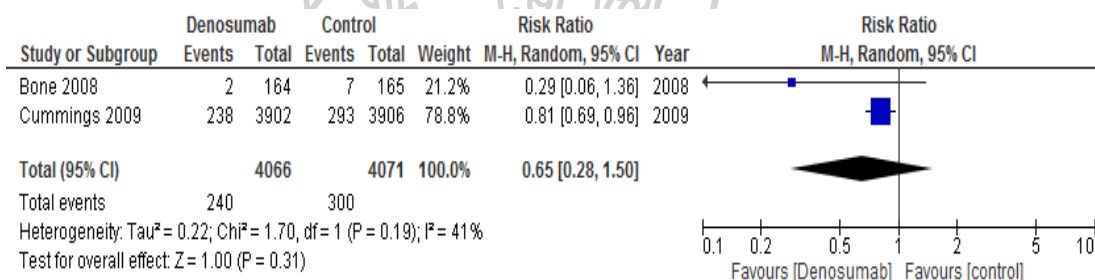 Denosumab Control Risk Ratio Risk Ratio
Study or Subgroup Events Total Events Total Weight M-H, Random, 95% CI Year M-H, Random, 95% CI
Bone 2008 2 164 7 165 21.2% 0.29 [0.06, 1.36] 2008
Cummings 2009 238 3902 293 3906 78.8% 0.81 [0.69, 0.96] 2009
Total (95% CI) 4066 4071 100.0% 0.65 [0.28, 1.50]
Total events 240 300
Heterogeneity: Tau² = 0.22; Chi² = 1.70, df = 1 (P = 0.19); I² = 41%
Test for overall effect: Z = 1.00 (P = 0.31)
0.1 0.2 0.5 1 2 5 10
Favours [Denosumab] Favours [control]